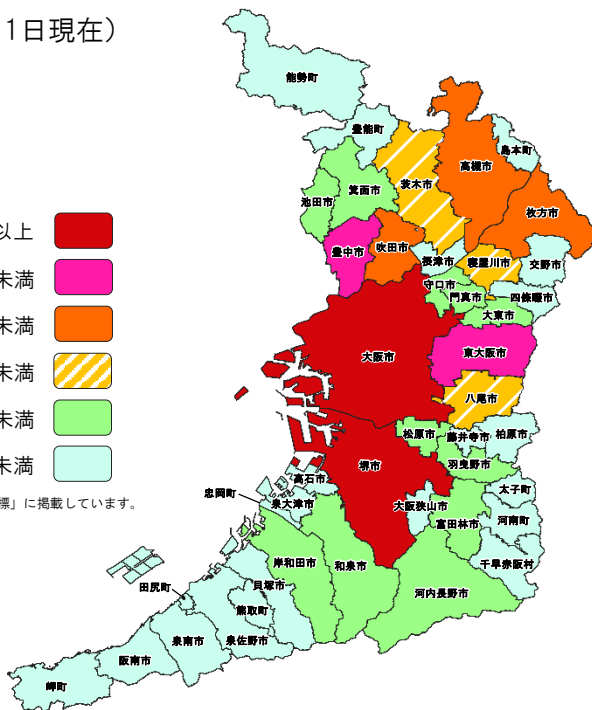 1日現在）
以上
未満
未満
未満
未満
未満
標」に掲載しています。
能勢町
豊能町
島本町
高槻市
茨木市
箕面市
池田市
枚方市
豊中市
吹田市
摂津市
寝屋川市
交野市
守口市
門真市
四條畷市
大東市
大阪市
東大阪市
八尾市
松原市
藤井寺市
柏原市
堺市
羽曳野市
高石市
太子町
忠岡町
泉大津市
大阪狭山市
富田林市
河南町
千早赤阪村
岸和田市
和泉市
田尻町
貝塚市
河内長野市
熊取町
泉南市
泉佐野市
阪南市
岬町